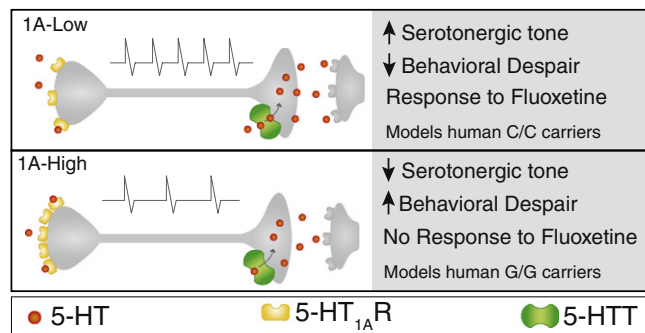 1A-Low
↑ Serotonergic tone
↓ Behavioral Despair
Response to Fluoxetine
Models human C/C carriers
1A-High
↓ Serotonergic tone
↑ Behavioral Despair
No Response to Fluoxetine
Models human G/G carriers
5-HT 5-HT1AR 5-HTT